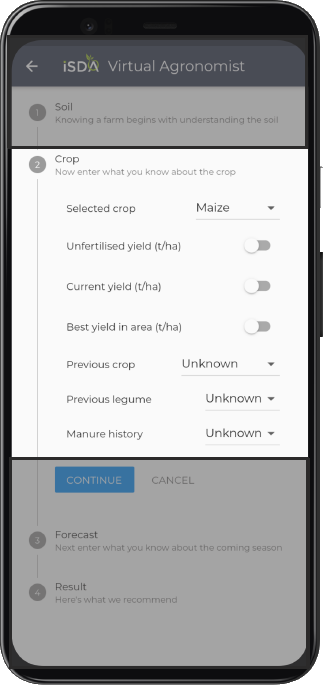 iSDA Virtual Agronomist
1 Soil
Knowing a farm begins with understanding the soil
2 Crop
Now enter what you know about the crop
Selected crop Maize
Unfertilised yield (t/ha)
Current yield (t/ha)
Best yield in area (t/ha)
Previous crop Unknown
Previous legume Unknown
Manure history Unknown
CONTINUE CANCEL
3 Forecast
Next enter what you know about the coming season
4 Result
Here's what we recommend